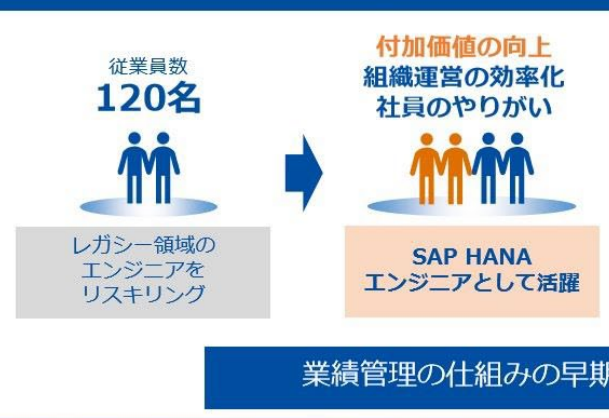 従業員数
120名
付加価値の向上
組織運営の効率化
社員のやりがい
レガシー領域の
エンジニアを
リスキリング
SAP HANA
エンジニアとして活躍
業績管理の仕組みの早期